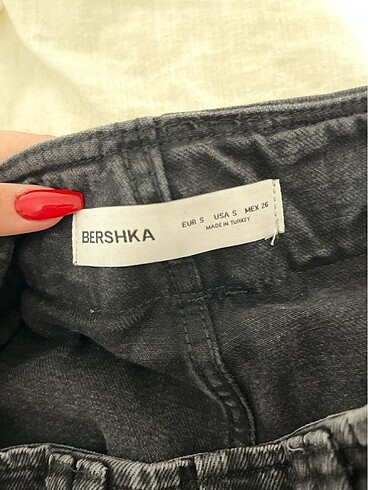 BERSHKA
EUR S USA S MEX 26
MADE IN TURKEY